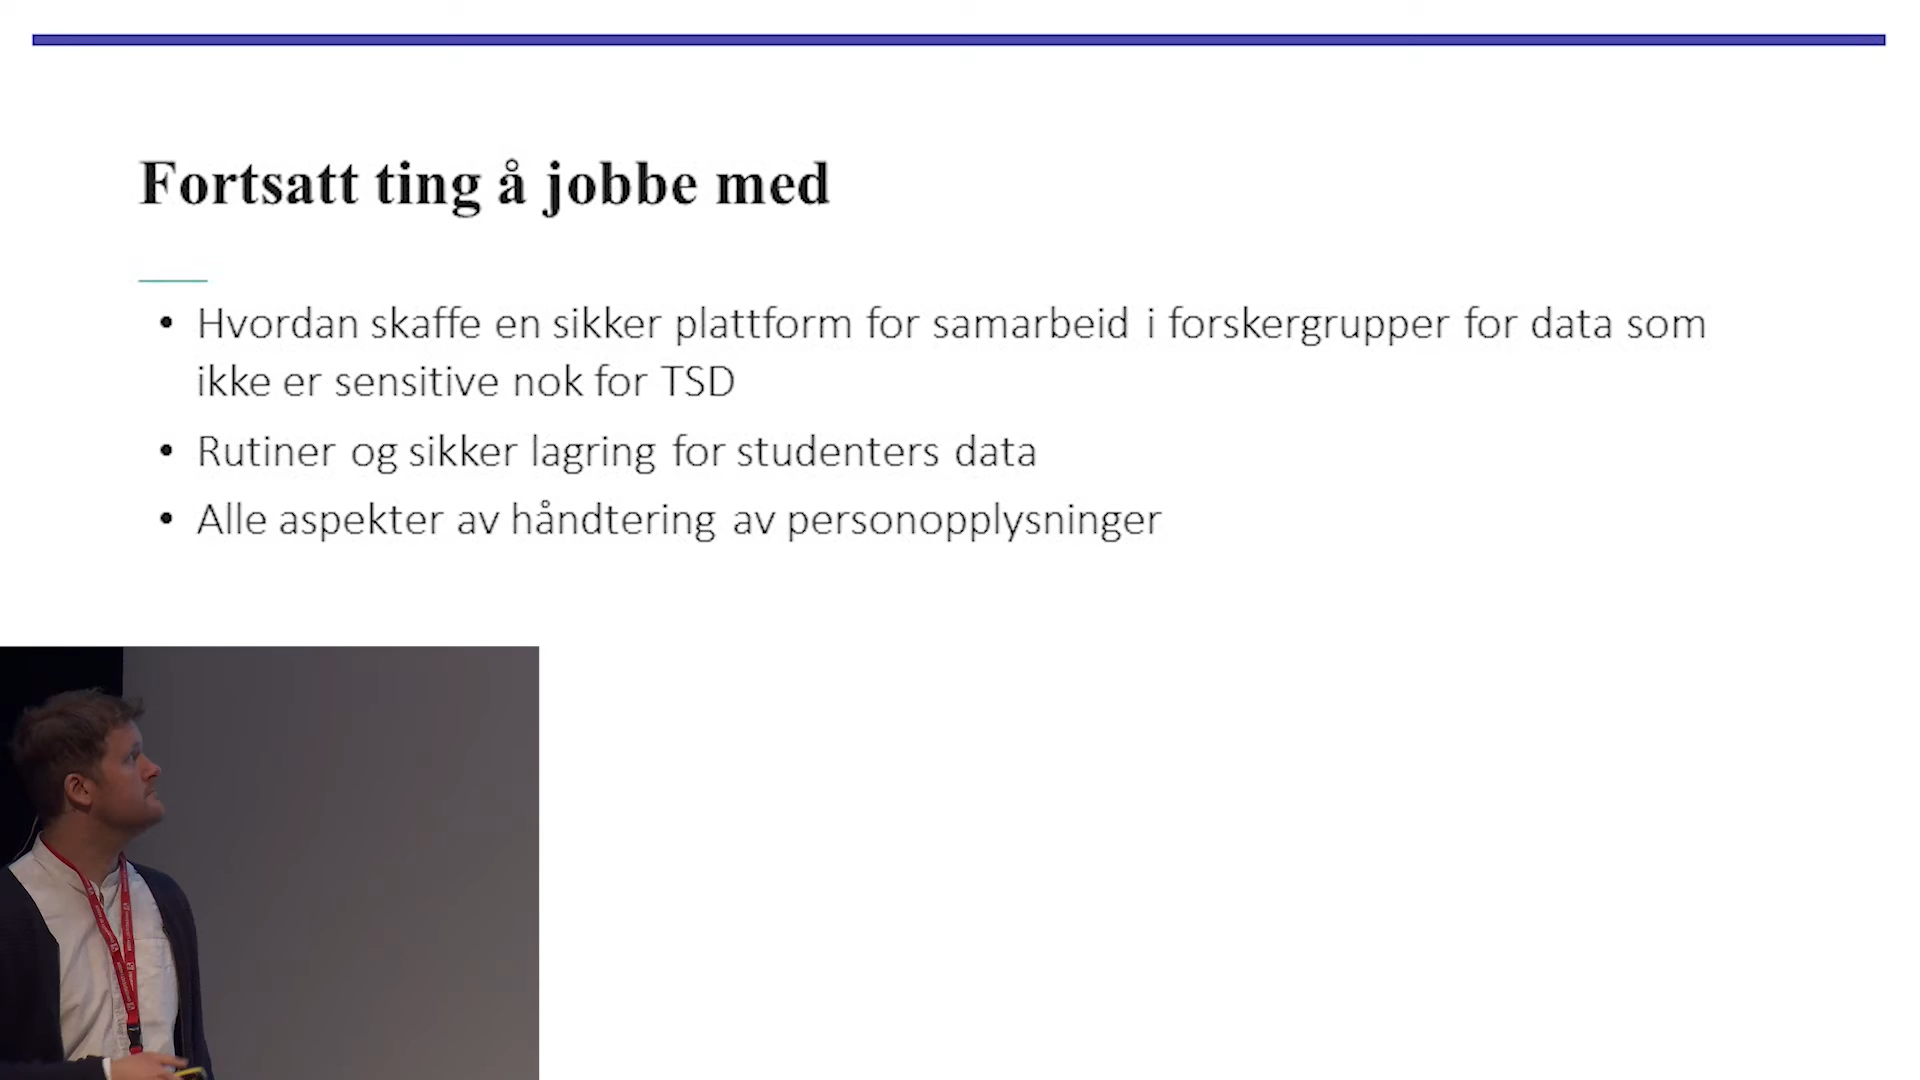 Fortsatt ting å jobbe med
• Hvordan skaffe en sikker plattform for samarbeid i forskergrupper for data som
ikke er sensitive nok for TSD
• Rutiner og sikker lagring for studenters data
• Alle aspekter av håndtering av personopplysninger